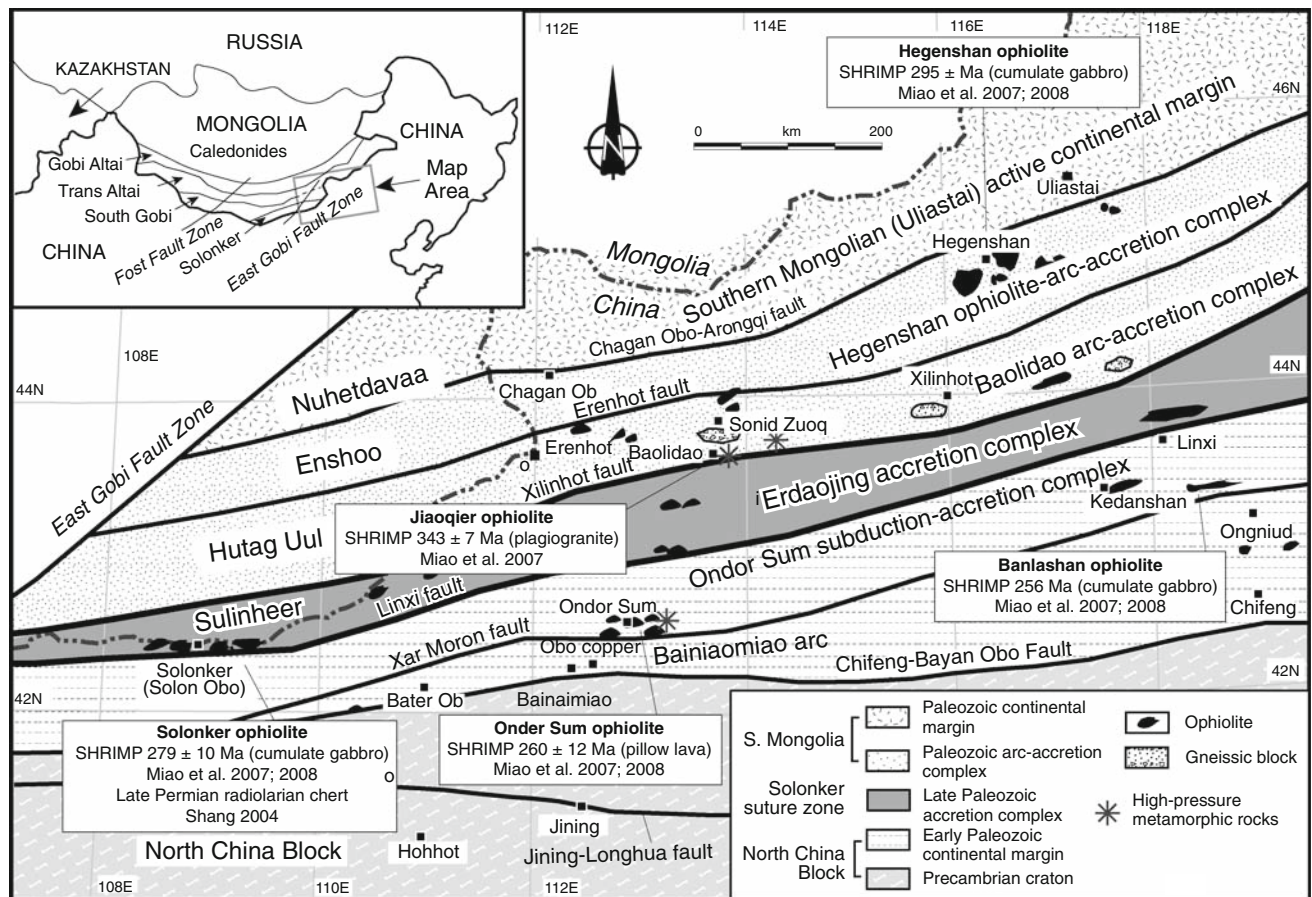 RUSSIA
KAZAKHSTAN
MONGOLIA
Caledonides
CHINA
Gobi Altai
Trans Altai
South Gobi
Map
Area
CHINA
Fost Fault Zone
Solonker
East Gobi Fault Zone
112E
114E
116E
118E
Hegenshan ophiolite
SHRIMP 295 ± Ma (cumulate gabbro)
Miao et al. 2007; 2008
46N
N
0
km
200
Uliastai
Southern Mongolian (Uliastai) active continental margin
Hegenshan
Mongolia
China
Chagan Obo-Arongqi fault
Hegenshan ophiolite-arc-accretion complex
108E
44N
Nuhetdavaa
Chagan Ob
Erenhot fault
Xilinhot
Baolidao arc-accretion complex
44N
East Gobi Fault Zone
Enshoo
Erenhot
o
Sonid Zuoq
Baolidao
Xilinhot fault
Erdaojing accretion complex
Linxi
Hutag Uul
Jiaoqier ophiolite
SHRIMP 343 ± 7 Ma (plagiogranite)
Miao et al. 2007
Kedanshan
Ongniud
Ondor Sum subduction-accretion complex
Banlashan ophiolite
SHRIMP 256 Ma (cumulate gabbro)
Miao et al. 2007; 2008
Sulinheer
Linxi fault
Ondor Sum
Chifeng
Solonker
(Solon Obo)
Xar Moron fault
Obo copper
Bainiaomiao arc
Chifeng-Bayan Obo Fault
42N
42N
Bater Ob
Bainaimiao
Solonker ophiolite
SHRIMP 279 ± 10 Ma (cumulate gabbro)
Miao et al. 2007; 2008
Late Permian radiolarian chert
Shang 2004
o
Onder Sum ophiolite
SHRIMP 260 ± 12 Ma (pillow lava)
Miao et al. 2007; 2008
Jining
North China Block
Hohhot
Jining-Longhua fault
108E
110E
112E
S. Mongolia
Paleozoic continental
margin
Paleozoic arc-accretion
complex
Solonker
suture zone
Late Paleozoic
accretion complex
North China
Block
Early Paleozoic
continental margin
Precambrian craton
Ophiolite
Gneissic block
High-pressure
metamorphic rocks